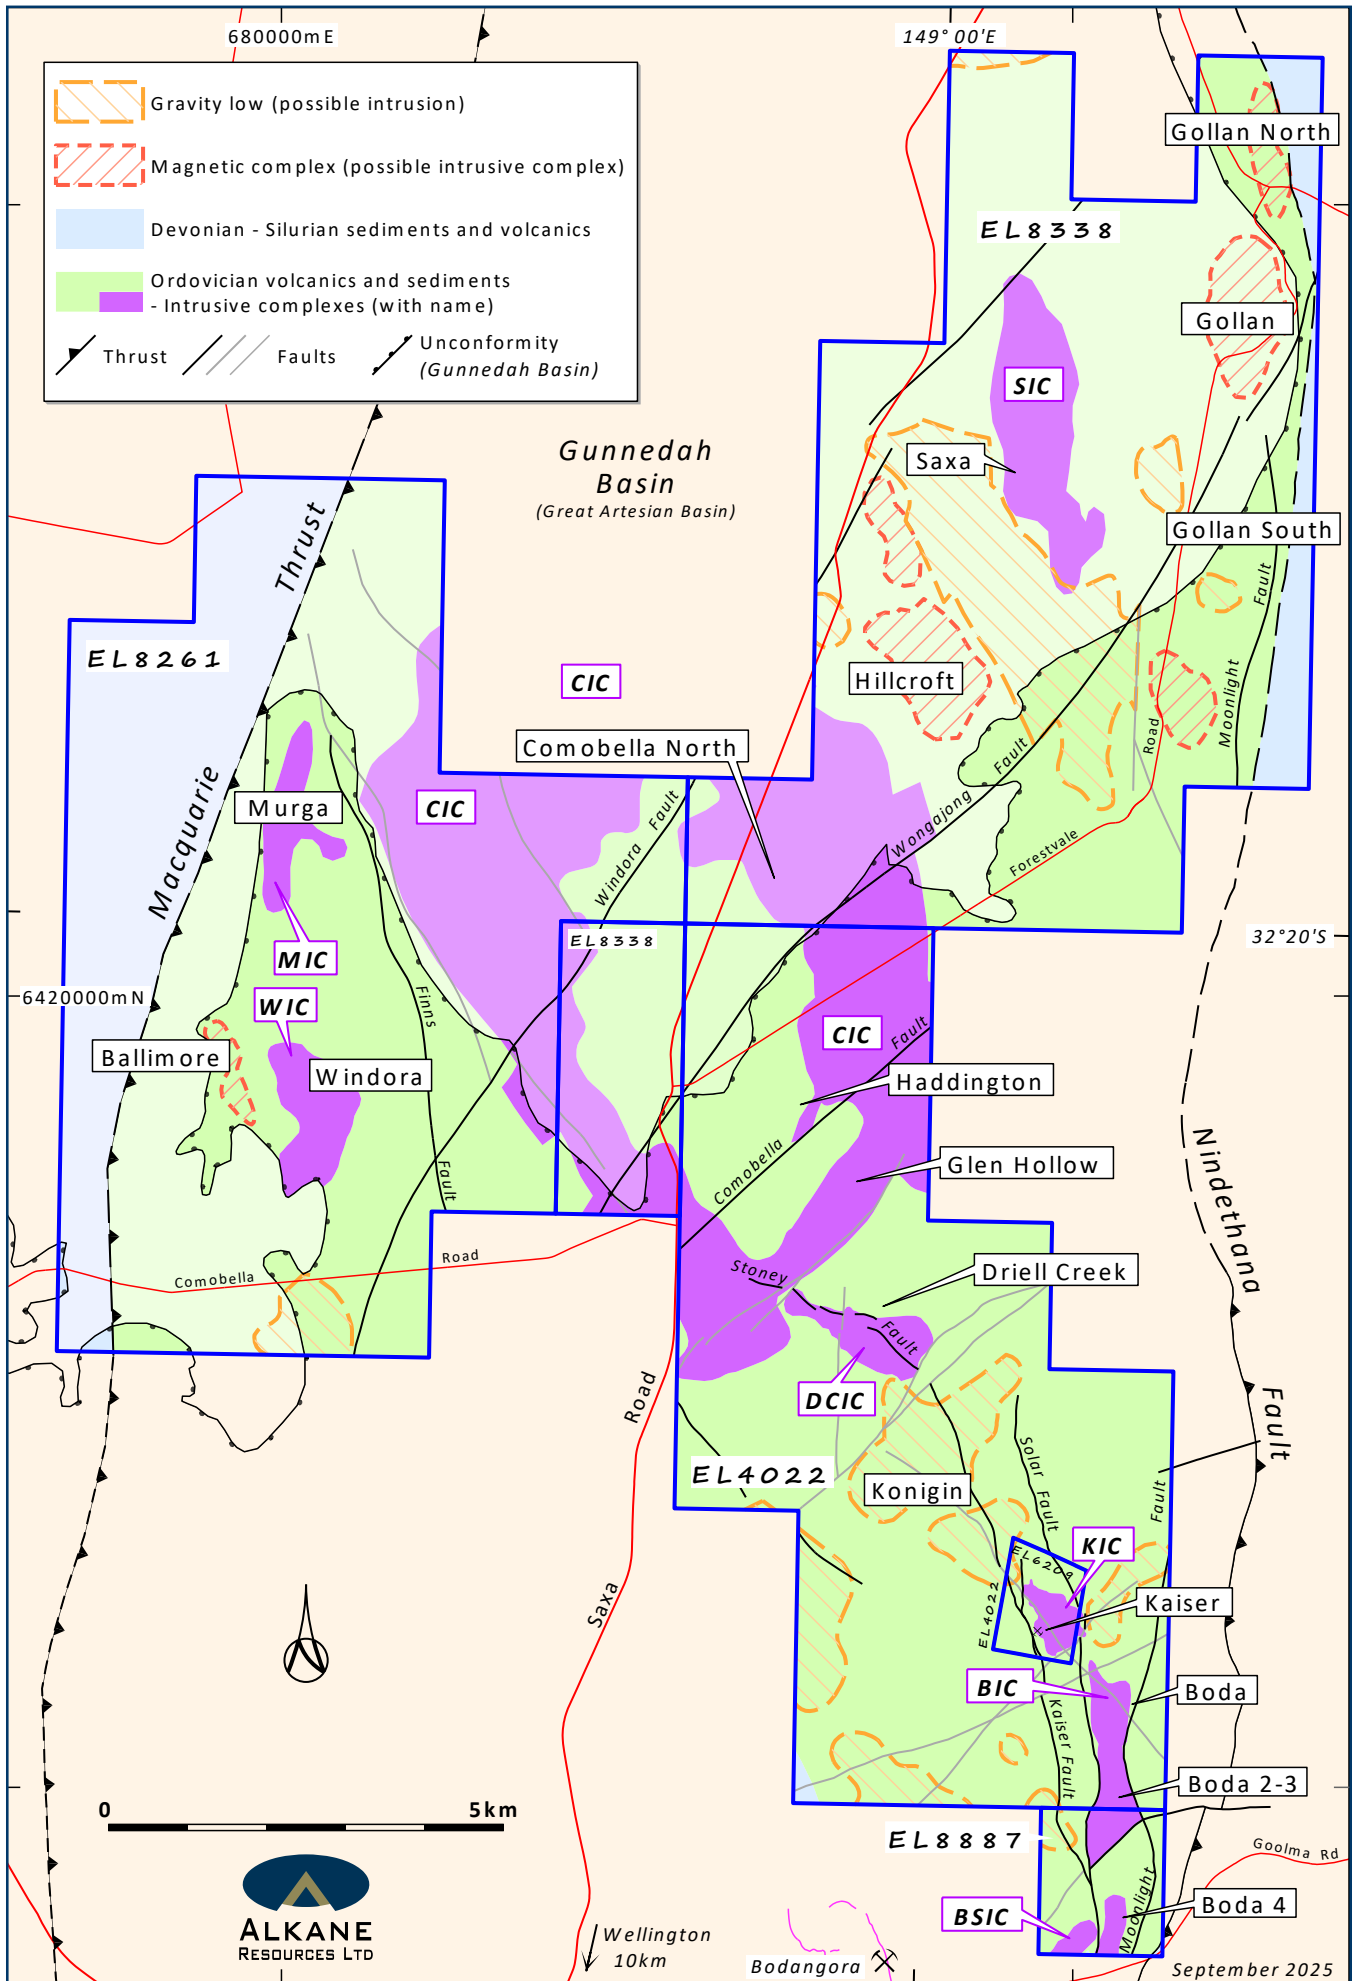 680000mE
149° 00'E
Gravity low (possible intrusion)
Magnetic complex (possible intrusive complex)
Devonian - Silurian sediments and volcanics
Ordovician volcanics and sediments
- Intrusive complexes (with name)
Thrust
Faults
Unconformity
(Gunnedah Basin)
Gollan North
EL8338
Gollan
SIC
Gunnedah
Basin
(Great Artesian Basin)
Saxa
Gollan South
Thrust
Fault
EL8261
CIC
Hillcroft
Moonlight
Road
Comobella North
Fault
Macquarie
Murga
CIC
Windora Fault
Wongajong
Forestvale
MIC
EL8338
32°20'S
6420000mN
WIC
Finns
CIC
Fault
Ballimore
Windora
Haddington
Comobella
Glen Hollow
Fault
Nindethana
Comobella
Road
Stoney
Driell Creek
Fault
DCIC
Road
Fault
EL4022
Konigin
Solar Fault
Fault
KIC
EL6209
EL4022
Kaiser
Saxa
BIC
Boda
Kaiser Fault
Boda 2-3
0
5km
EL8887
Goolma Rd
ALKANE
RESOURCES LTD
BSIC
Boda 4
Moonlight
Wellington
10km
Bodangora
September 2025